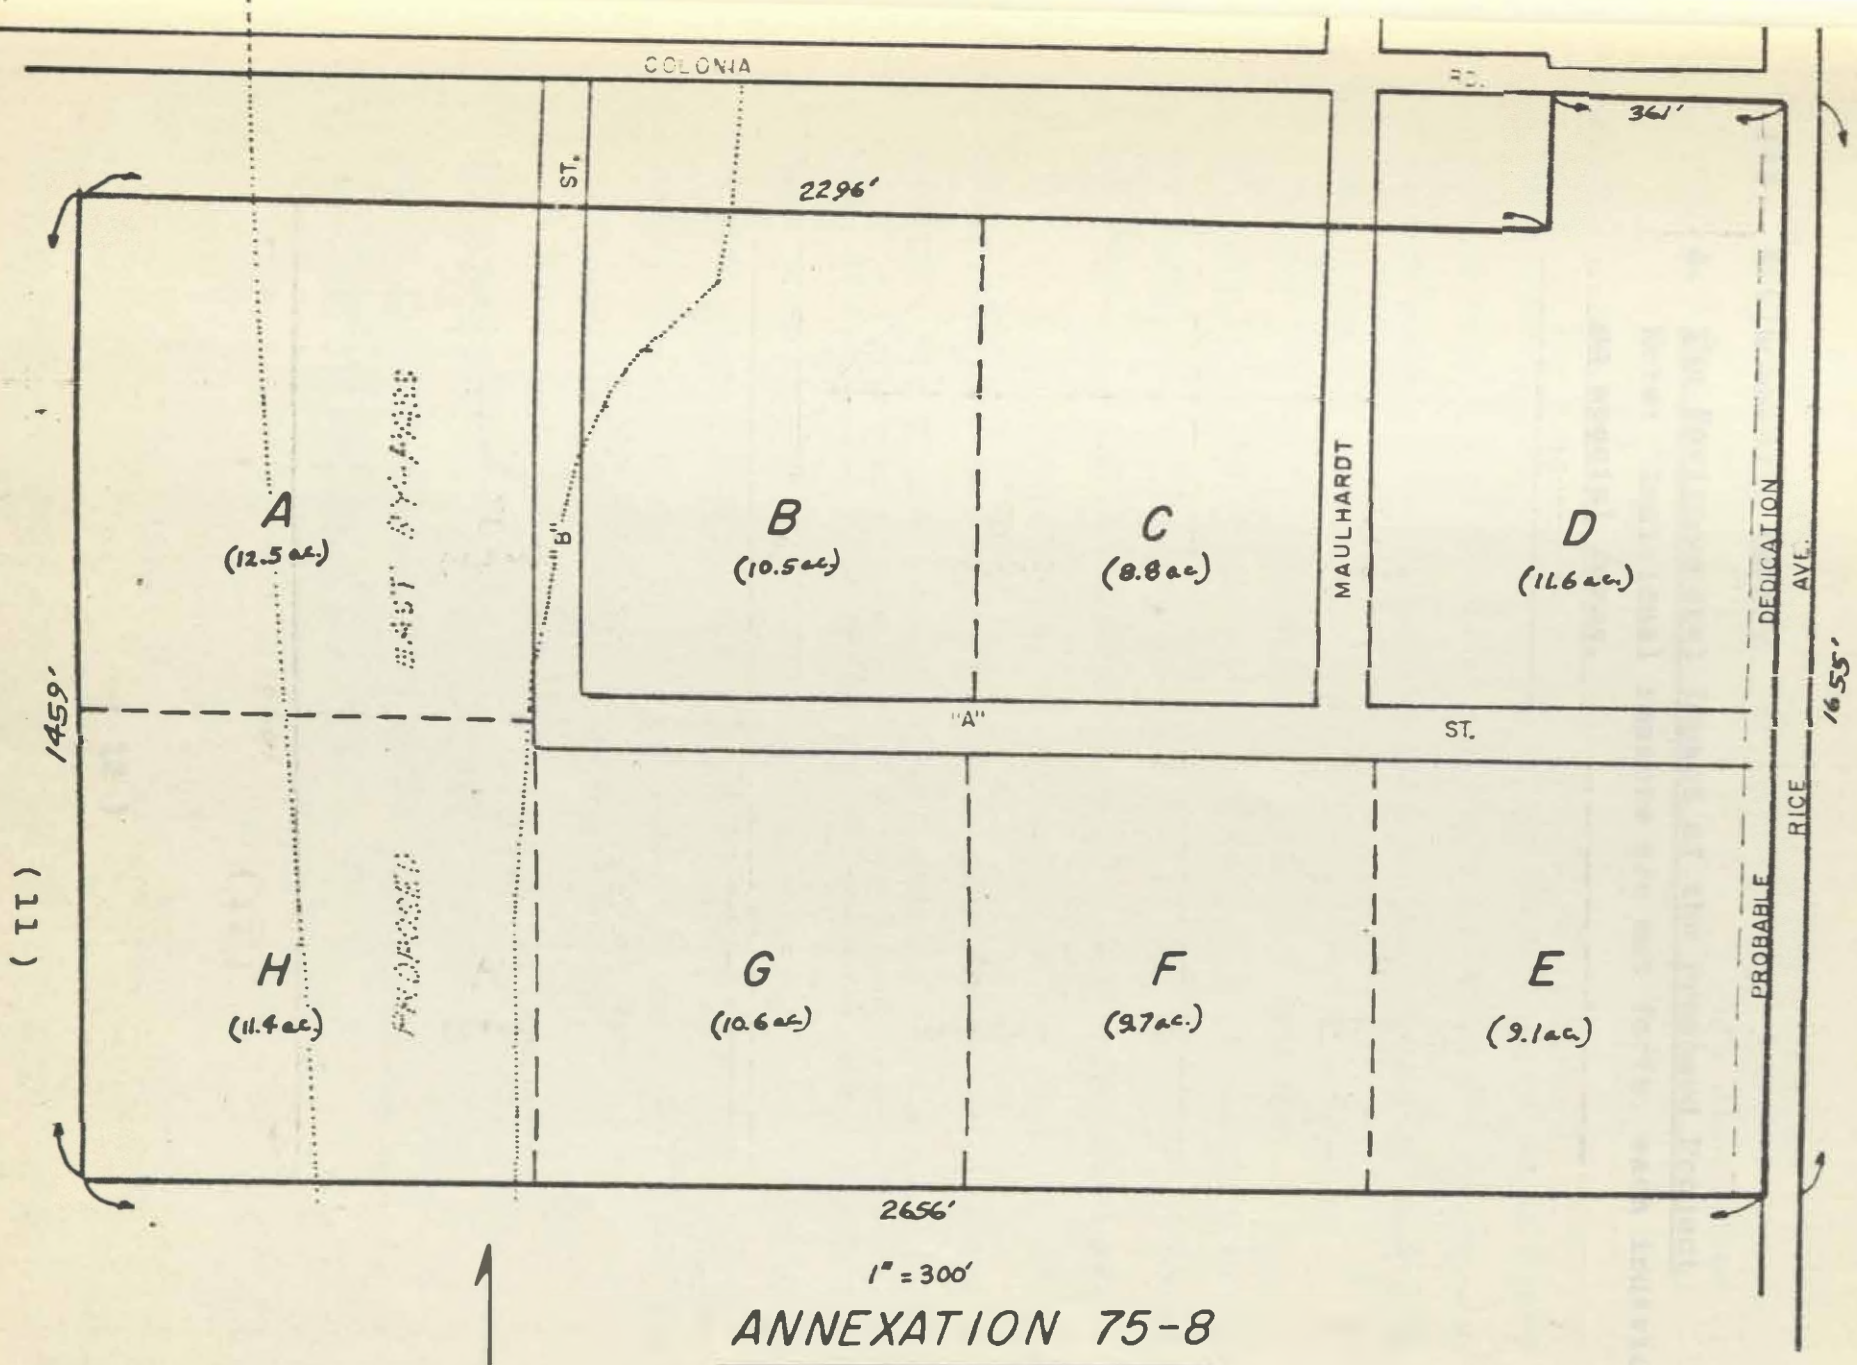 COLONIA RD.
361'
ST.
2296'
"B"
MAULHARDT
DEDICATION
AVE.
A
(12.5 ac.)
B
(10.5 ac.)
C
(8.8 ac.)
D
(11.6 ac.)
1459'
1655'
"A" ST.
RICE
PROBABLE
PROPOSED
(11)
H
(11.4 ac.)
G
(10.6 ac.)
F
(9.7 ac.)
E
(9.1 ac.)
2656'
1" = 300'
ANNEXATION 75-8